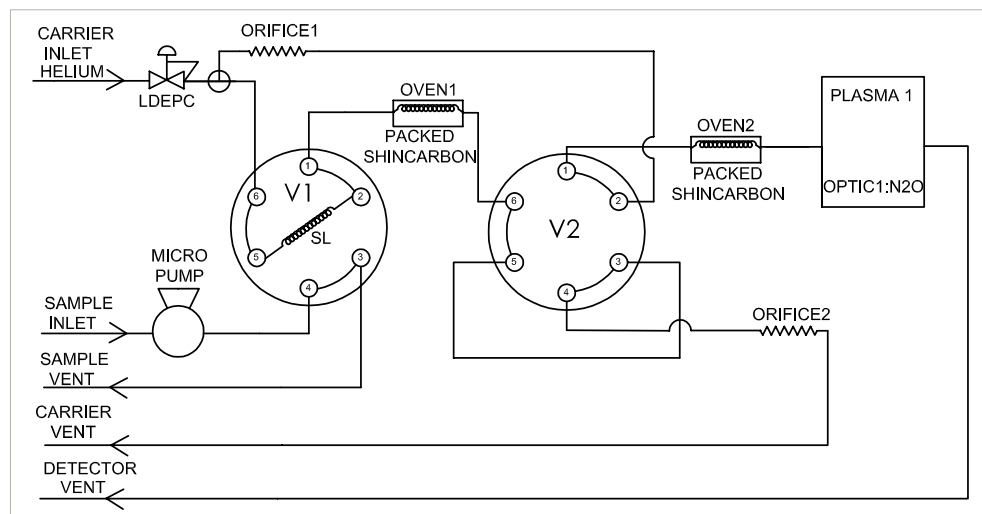 CARRIER
INLET
HELIUM
LDEPC
ORIFICE1
OVEN1
PACKED
SHINCARBON
OVEN2
PACKED
SHINCARBON
PLASMA 1
OPTIC1:N2O
V1
1
2
3
4
5
6
SL
V2
1
2
3
4
5
6
MICRO
PUMP
SAMPLE
INLET
ORIFICE2
SAMPLE
VENT
CARRIER
VENT
DETECTOR
VENT